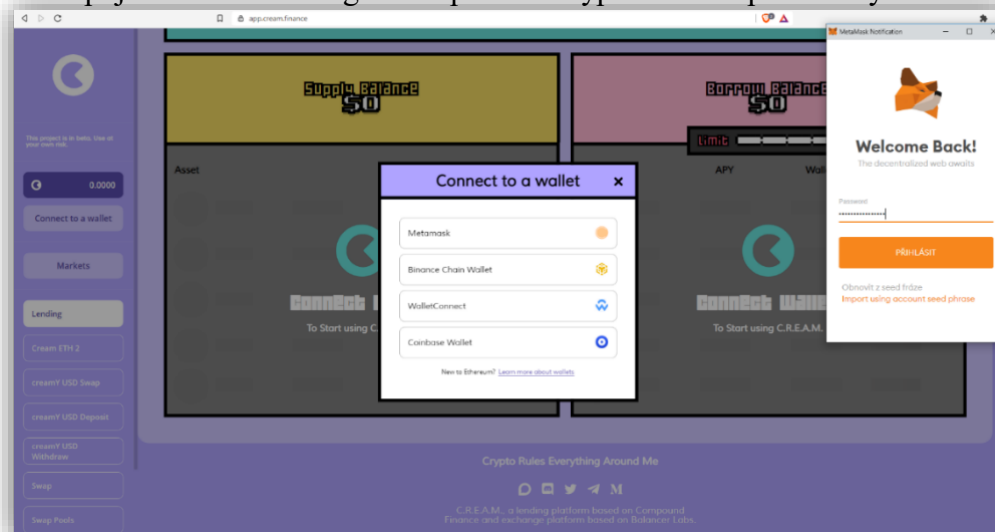 app.cream.finance
MetaMask Notification
This project is in beta. Use at
your own risk.
0.0000
Connect to a wallet
Markets
Lending
Cream ETH 2
creamY USD Swap
creamY USD Deposit
creamY USD
Withdraw
Swap
Swap Pools
Supply Balance
$0
Borrow Balance
$0
Limit
Asset
APY
Connect
To Start using C.
Connect
To Start using C.R.E.A.M.
Connect to a wallet ×
Metamask
Binance Chain Wallet
WalletConnect
Coinbase Wallet
New to Ethereum? Learn more about wallets
Welcome Back!
The decentralized web awaits
Password
PŘIHLÁSIT
Obnovit z seed fráze
Import using account seed phrase
Crypto Rules Everything Around Me
C.R.E.A.M., a lending platform based on Compound
Finance and exchange platform based on Balancer Labs.